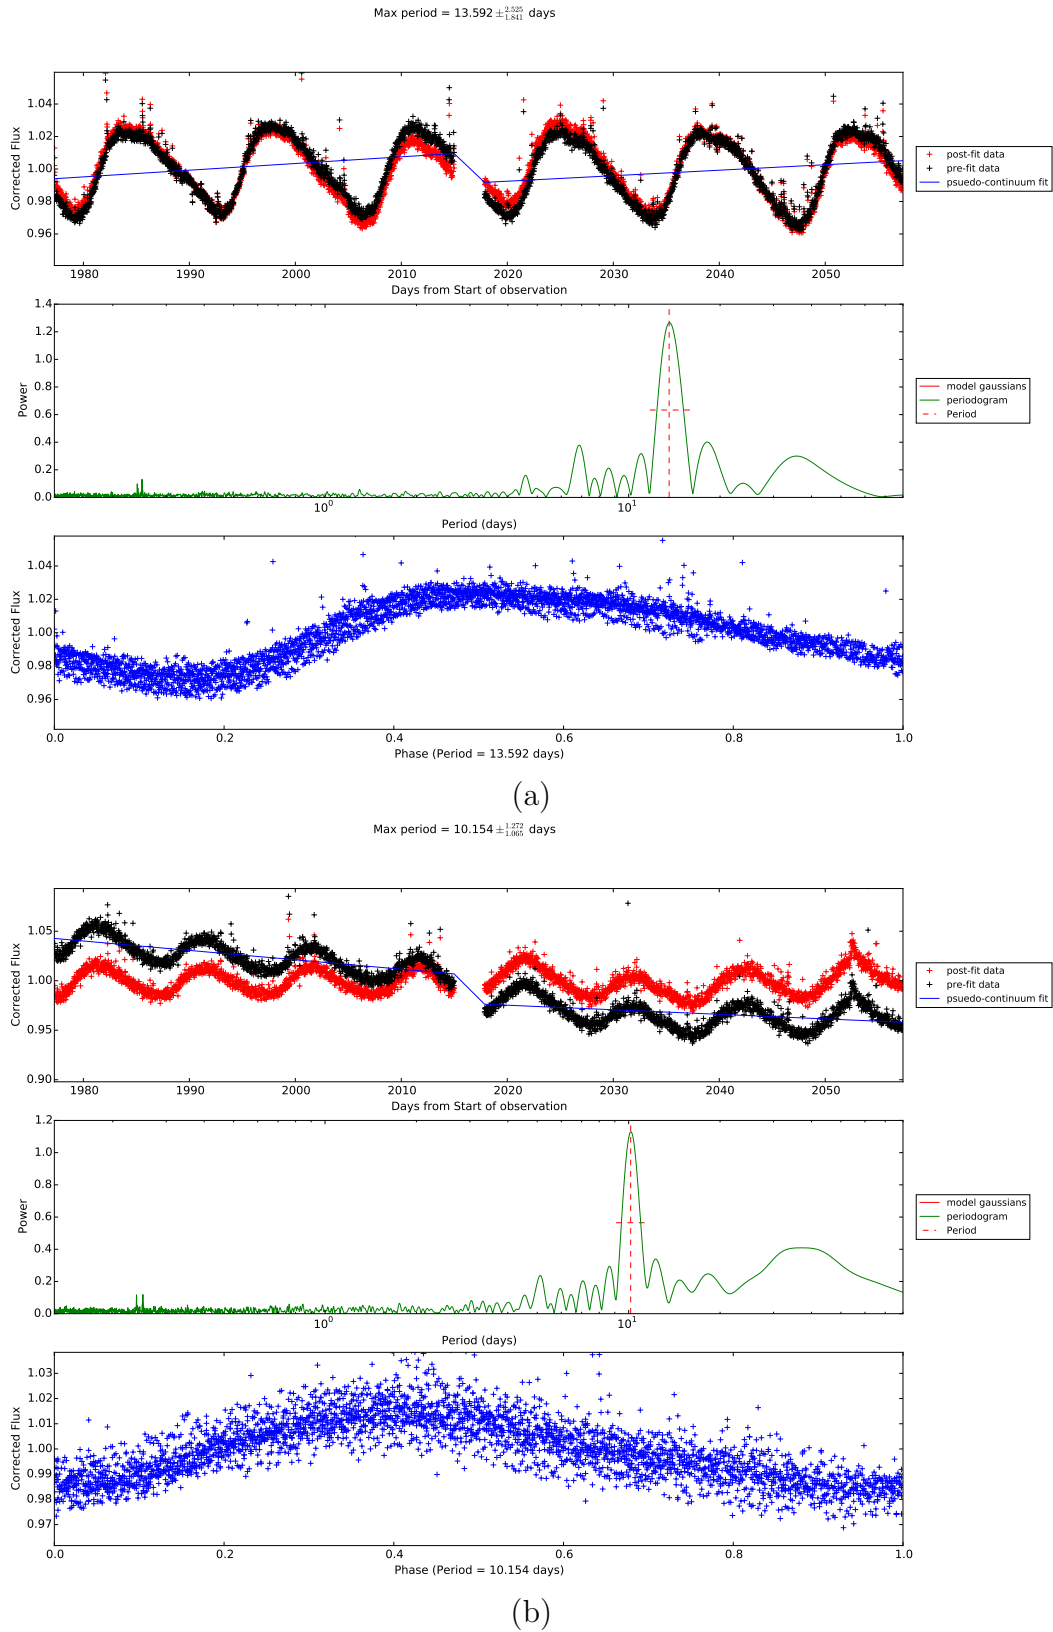 Max period = 13.592 ±2.525 1.841 days
Corrected Flux
1.04
1.02
1.00
0.98
0.96
1980 1990 2000 2010 2020 2030 2040 2050
Days from Start of observation
post-fit data
pre-fit data
psuedo-continuum fit
Power
1.4
1.2
1.0
0.8
0.6
0.4
0.2
0.0
10^0 10^1
Period (days)
model gaussians
periodogram
Period
Corrected Flux
1.04
1.02
1.00
0.98
0.96
0.0 0.2 0.4 0.6 0.8 1.0
Phase (Period = 13.592 days)
(a)
Max period = 10.154 ±1.272 1.065 days
Corrected Flux
1.05
1.00
0.95
0.90
1980 1990 2000 2010 2020 2030 2040 2050
Days from Start of observation
post-fit data
pre-fit data
psuedo-continuum fit
Power
1.2
1.0
0.8
0.6
0.4
0.2
0.0
10^0 10^1
Period (days)
model gaussians
periodogram
Period
Corrected Flux
1.03
1.02
1.01
1.00
0.99
0.98
0.97
0.0 0.2 0.4 0.6 0.8 1.0
Phase (Period = 10.154 days)
(b)